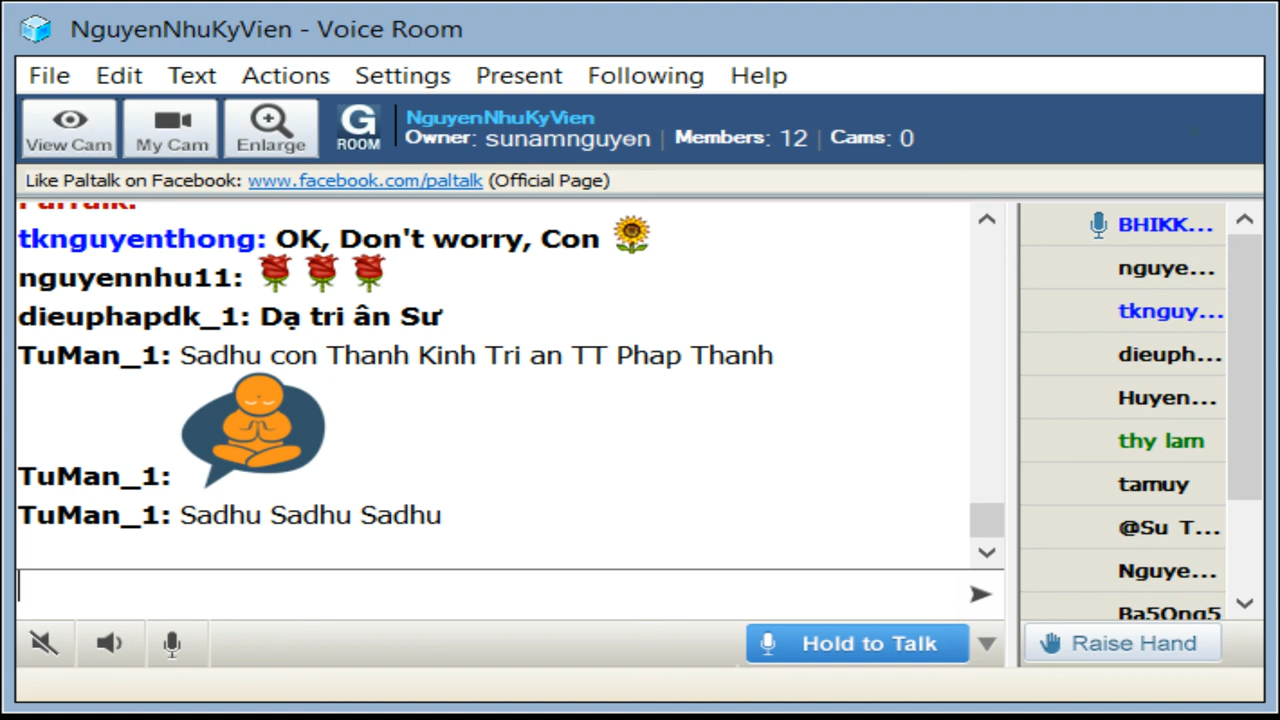 NguyenNhuKyVien - Voice Room
File Edit Text Actions Settings Present Following Help
View Cam
My Cam
Enlarge
G
ROOM
NguyenNhuKyVien
Owner: sunamnguyen | Members: 12 | Cams: 0
Like Paltalk on Facebook: www.facebook.com/paltalk (Official Page)
tknguyenthong: OK, Don't worry, Con
nguyennhu11:
dieuphapdk_1: Dạ tri ân Sư
TuMan_1: Sadhu con Thanh Kinh Tri an TT Phap Thanh
TuMan_1:
TuMan_1: Sadhu Sadhu Sadhu
Hold to Talk
BHIKK...
nguye...
tknguy...
dieuph...
Huyen...
thy lam
tamuy
@Su T...
Nguye...
Ba5Ong5
Raise Hand